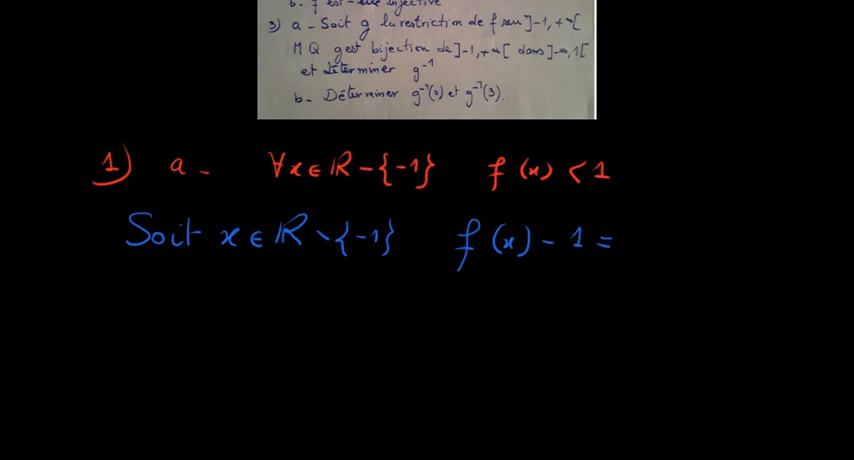 b. f est-elle injective
3) a - Soit g la restriction de f sur ]-1, +∞[
MQ g est bijection de ]-1, +∞[ dans ]-∞, 1[
et déterminer g⁻¹
b - Déterminer g⁻¹(0) et g⁻¹(3).
1) a - ∀x ∈ ℝ - {-1} f(x) < 1
Soit x ∈ ℝ \ {-1} f(x) - 1 =